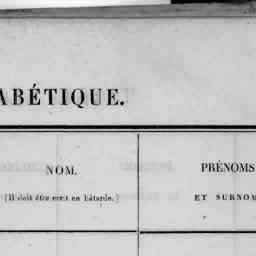 ABÉTIQUE.
NOM.
(Il doit être écrit en bâtarde.)
PRÉNOMS
ET SURNOM